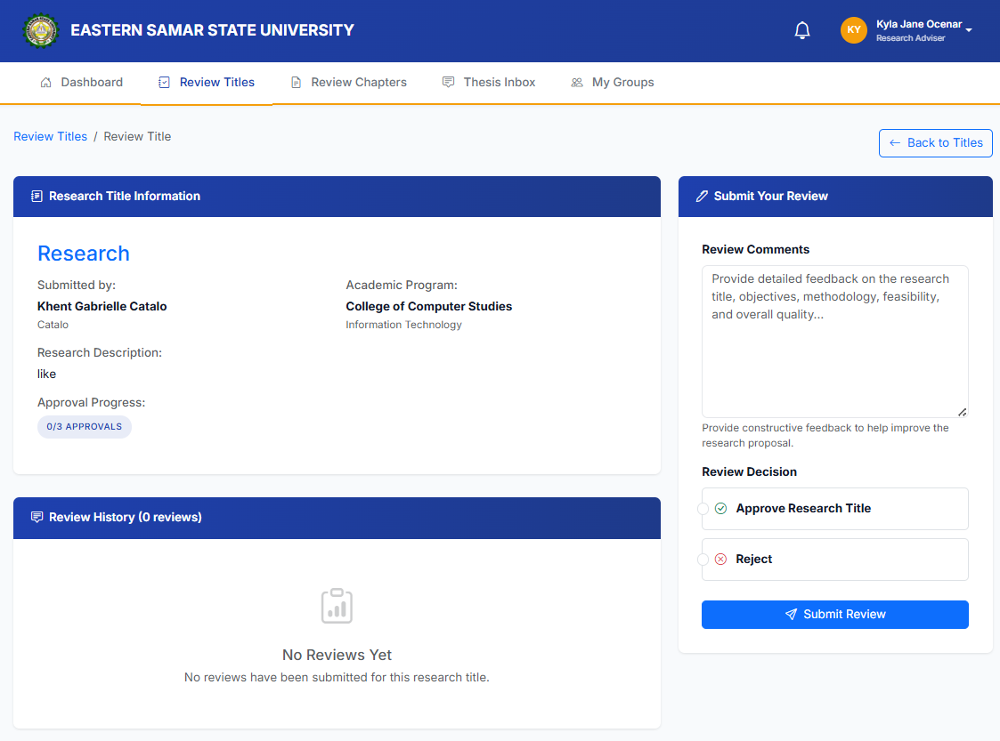 EASTERN SAMAR STATE UNIVERSITY
KY
Kyla Jane Ocenar
Research Adviser
Dashboard
Review Titles
Review Chapters
Thesis Inbox
My Groups
Review Titles / Review Title
Back to Titles
Research Title Information
Research
Submitted by:
Khent Gabrielle Catalo
Catalo
Academic Program:
College of Computer Studies
Information Technology
Research Description:
like
Approval Progress:
0/3 APPROVALS
Review History (0 reviews)
No Reviews Yet
No reviews have been submitted for this research title.
Submit Your Review
Review Comments
Provide detailed feedback on the research
title, objectives, methodology, feasibility,
and overall quality...
Provide constructive feedback to help improve the
research proposal.
Review Decision
Approve Research Title
Reject
Submit Review